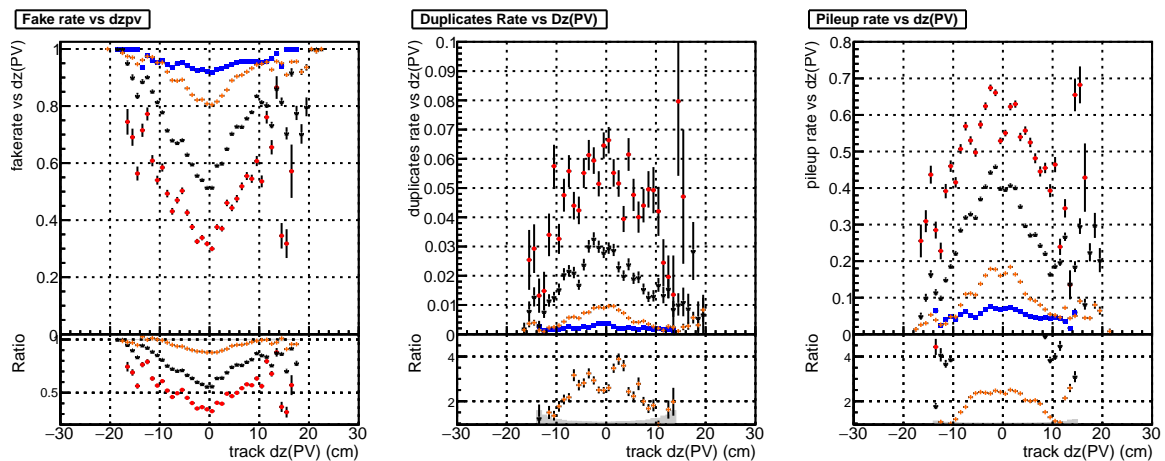 Fake rate vs dzpv
fakerate vs dz(PV)
1
0.8
0.6
0.4
0.2
0
Ratio
0.5
−30 −20 −10 0 10 20 30
track dz(PV) (cm)
Duplicates Rate vs Dz(PV)
duplicates rate vs dz(PV)
0.1
0.09
0.08
0.07
0.06
0.05
0.04
0.03
0.02
0.01
0
Ratio
4
2
−30 −20 −10 0 10 20 30
track dz(PV) (cm)
Pileup rate vs dz(PV)
pileup rate vs dz(PV)
0.8
0.7
0.6
0.5
0.4
0.3
0.2
0.1
0
Ratio
4
2
−30 −20 −10 0 10 20 30
track dz(PV) (cm)